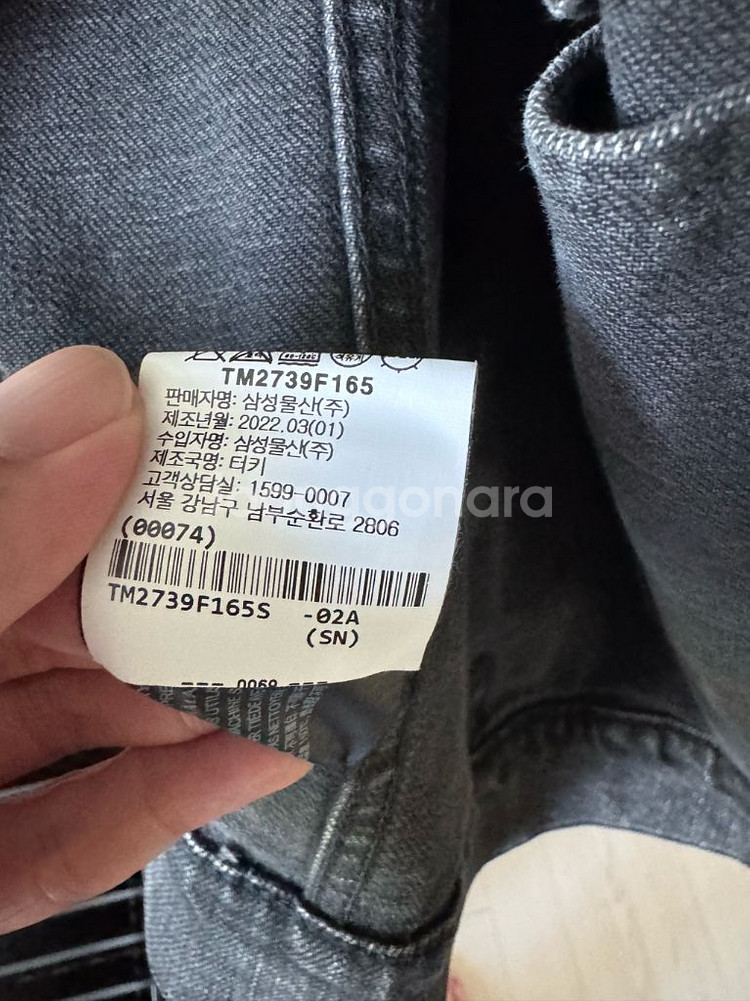 TM2739F165
판매자명: 삼성물산(주)
제조년월: 2022.03(01)
수입자명: 삼성물산(주)
제조국명: 터키
고객상담실: 1599-0007
서울 강남구 남부순환로 2806
(00074)
TM2739F165S -02A
(SN)
--- 0069 ---